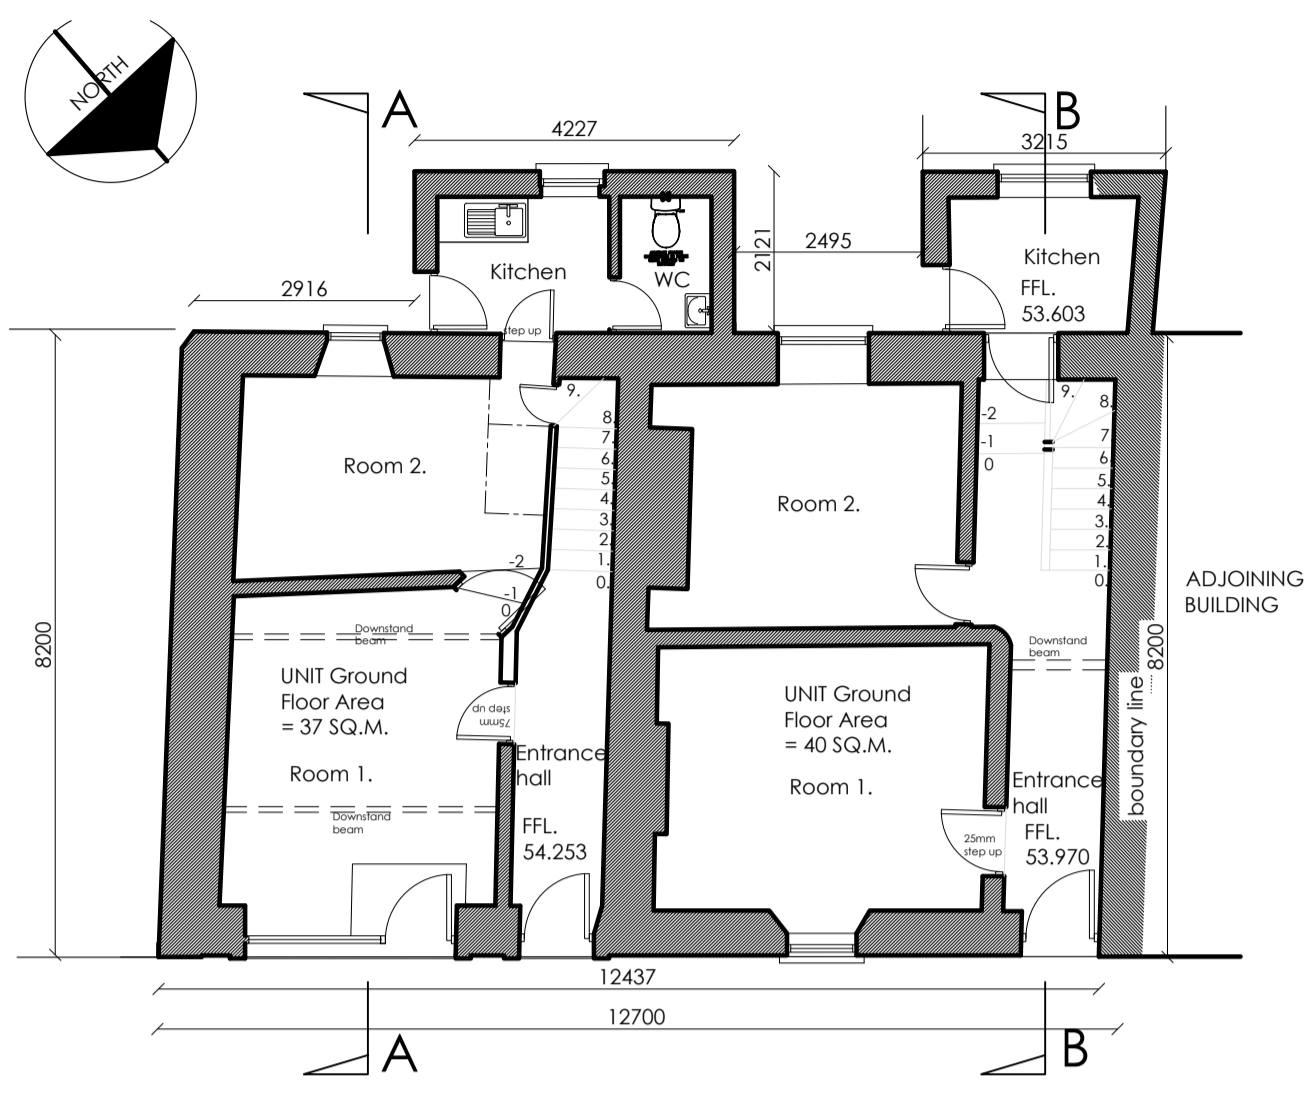 NORTH
A
B
4227
3215
2121
2495
Kitchen
WC
Kitchen
FFL.
53.603
2916
step up
9.
8.
7.
6.
5.
4.
3.
2.
1.
0.
-2
-1
0
9.
8.
7
6.
5.
4.
3.
2.
1.
0.
Room 2.
Room 2.
-2
-1
0
ADJOINING
BUILDING
8200
8200
boundary line
Downstand
beam
Downstand
beam
UNIT Ground
Floor Area
= 37 SQ.M.
Room 1.
75mm
step up
UNIT Ground
Floor Area
= 40 SQ.M.
Room 1.
Entrance
hall
FFL.
54.253
Downstand
beam
Entrance
hall
FFL.
53.970
25mm
step up
12437
12700
A
B